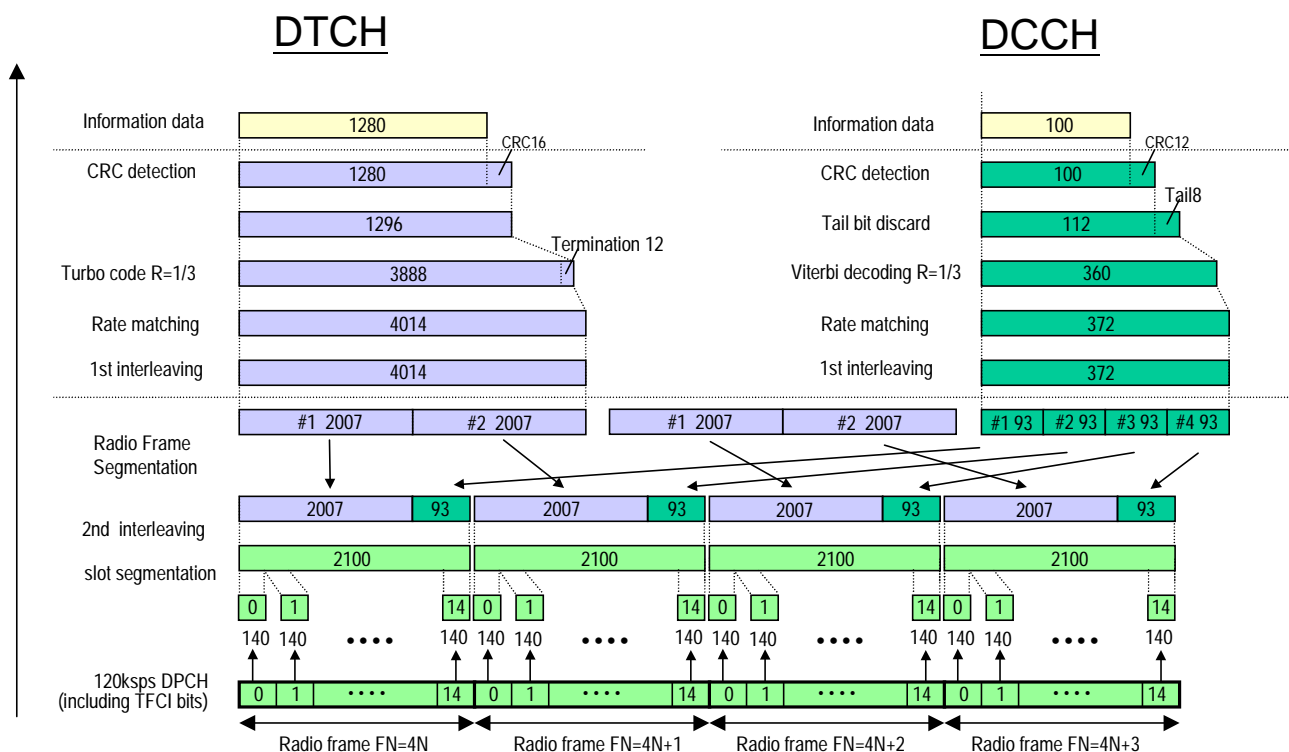 DTCH DCCH
Information data 1280 Information data 100
CRC16 CRC12
CRC detection 1280 CRC detection 100
Tail8
1296 Tail bit discard 112
Termination 12
Turbo code R=1/3 3888 Viterbi decoding R=1/3 360
Rate matching 4014 Rate matching 372
1st interleaving 4014 1st interleaving 372
#1 2007 #2 2007 #1 2007 #2 2007 #1 93 #2 93 #3 93 #4 93
Radio Frame
Segmentation
2007 93 2007 93 2007 93 2007 93
2nd interleaving
2100 2100 2100 2100
slot segmentation
0 1 14 0 1 14 0 1 14 0 1 14
140 140 •••• 140 140 140 •••• 140 140 140 •••• 140 140 140 •••• 140
120ksps DPCH
(including TFCI bits)
0 1 •••• 14 0 1 •••• 14 0 1 •••• 14 0 1 •••• 14
Radio frame FN=4N Radio frame FN=4N+1 Radio frame FN=4N+2 Radio frame FN=4N+3